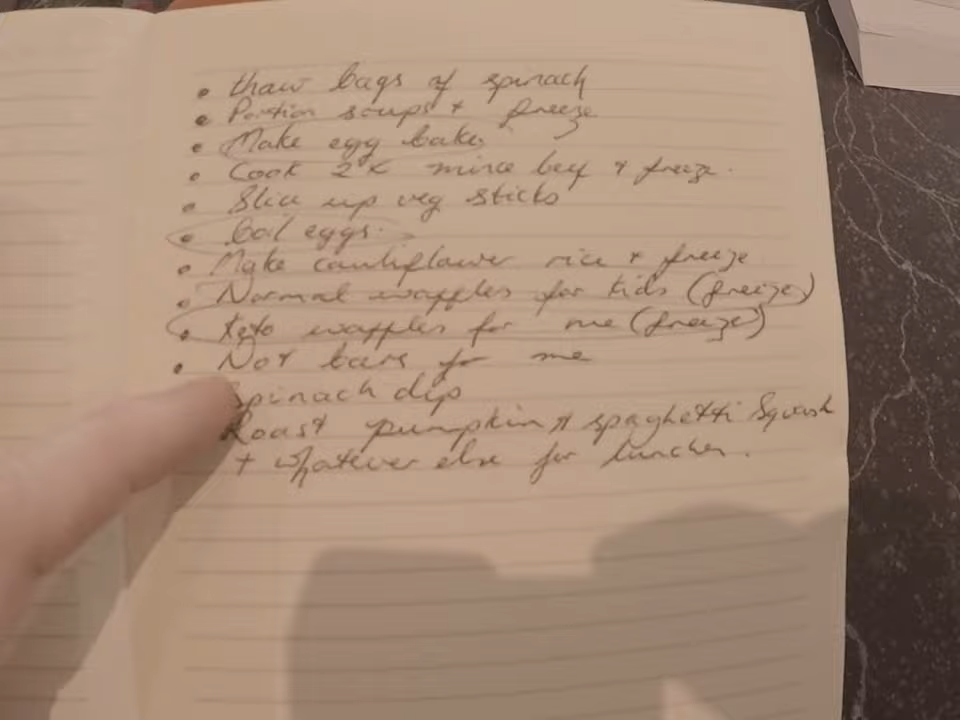 • thaw bags of spinach
• Portion soups + freeze
• Make egg bake
• Cook 2x mince beef + freeze.
• Slice up veg sticks
• boil eggs.
• Make cauliflower rice + freeze
• Normal waffles for kids (freeze)
• Keto waffles for me (freeze)
• Nut bars for me
Spinach dip
Roast pumpkin + spaghetti Squash
+ whatever else for lunches.